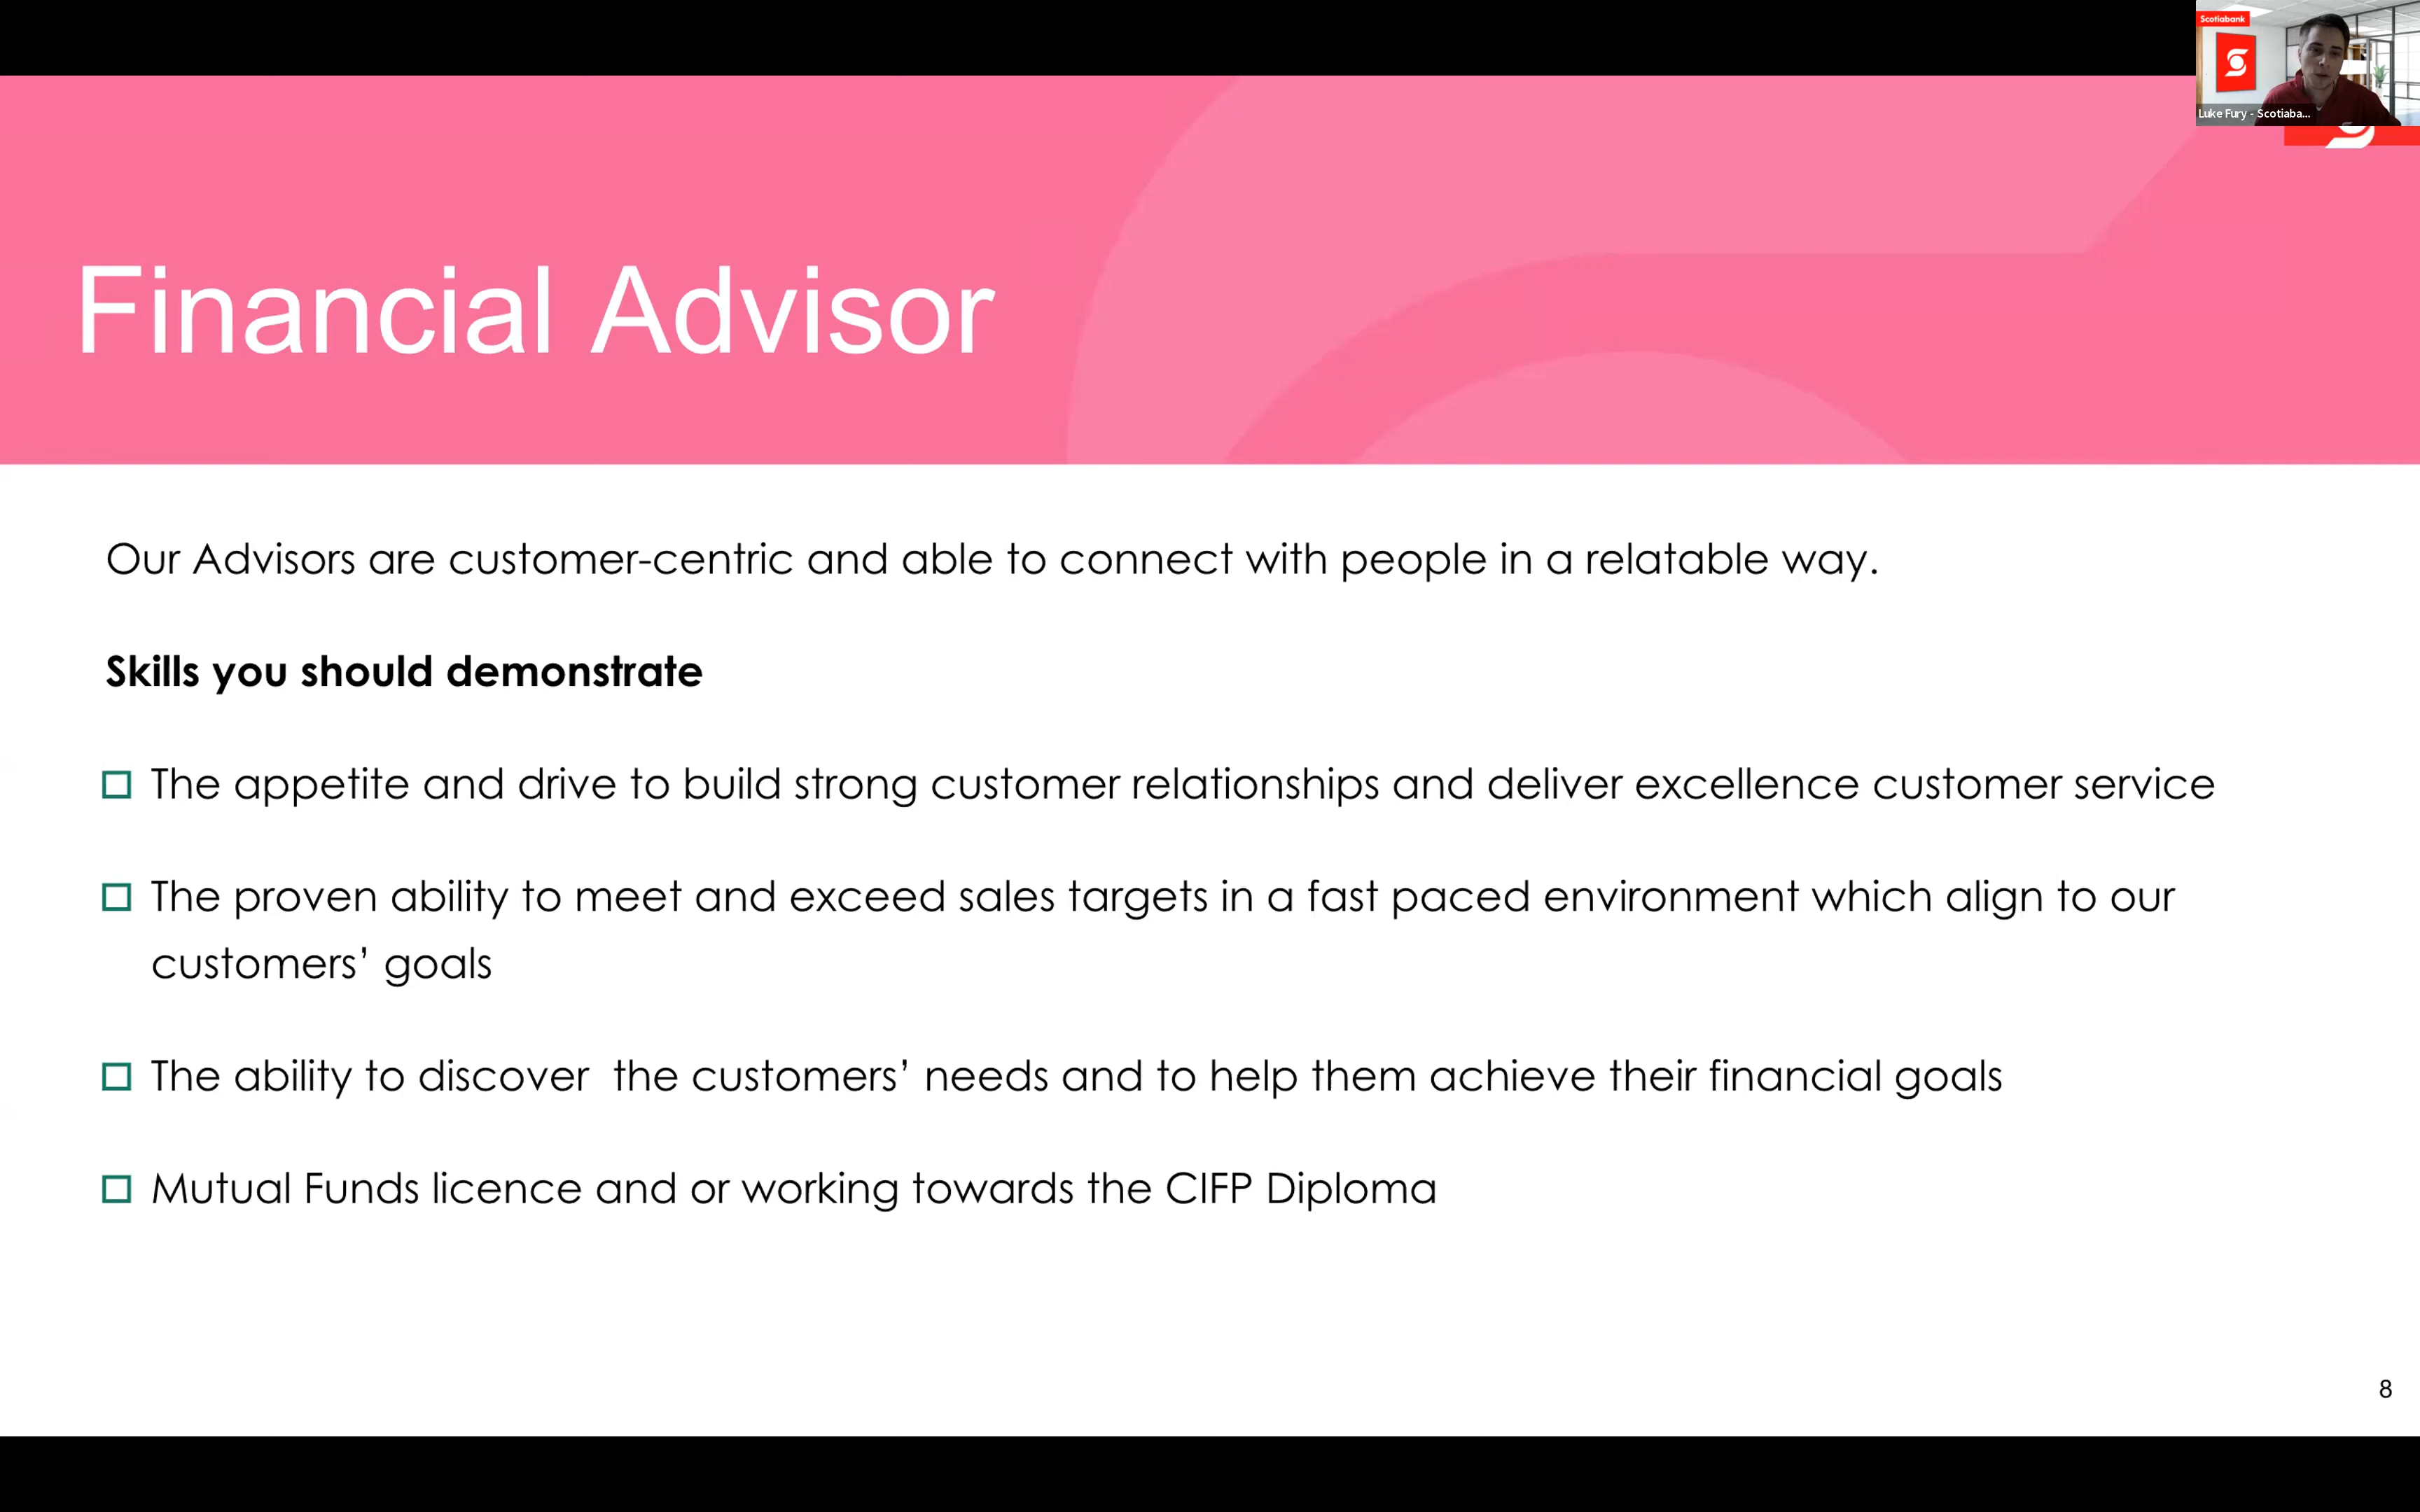 Scotiabank
Luke Fury - Scotiaba...
Financial Advisor
Our Advisors are customer-centric and able to connect with people in a relatable way.
Skills you should demonstrate
The appetite and drive to build strong customer relationships and deliver excellence customer service
The proven ability to meet and exceed sales targets in a fast paced environment which align to our
customers’ goals
The ability to discover  the customers’ needs and to help them achieve their financial goals
Mutual Funds licence and or working towards the CIFP Diploma
8